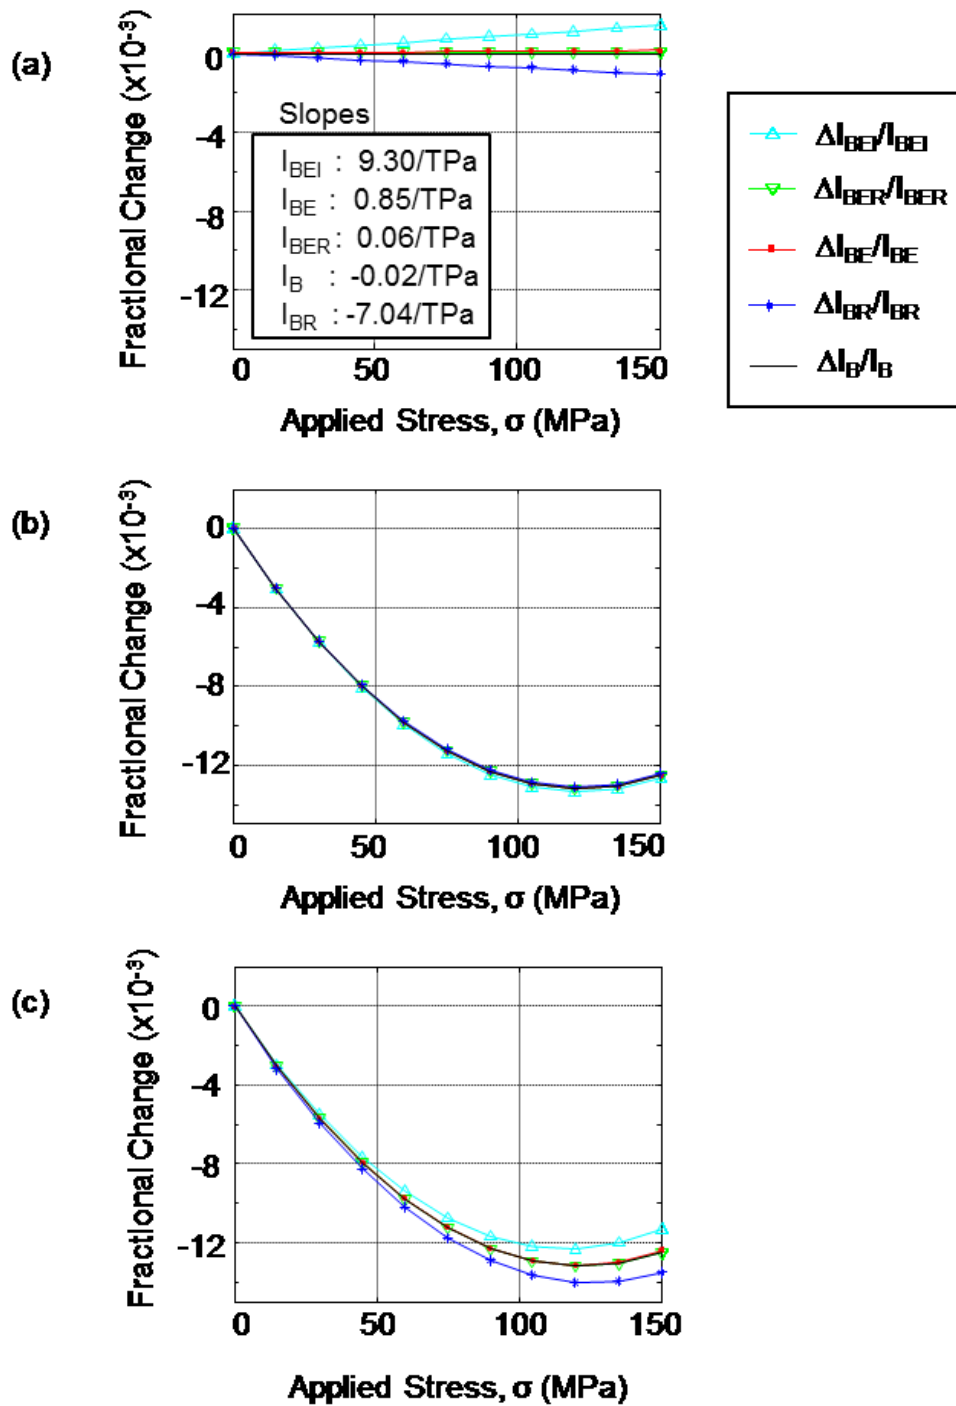 (a)
Fractional Change (x10⁻³)
0
-4
-8
-12
Slopes
I_BEI : 9.30/TPa
I_BE : 0.85/TPa
I_BER : 0.06/TPa
I_B : -0.02/TPa
I_BR : -7.04/TPa
0 50 100 150
Applied Stress, σ (MPa)
ΔI_BEI/I_BEI
ΔI_BER/I_BER
ΔI_BE/I_BE
ΔI_BR/I_BR
ΔI_B/I_B
(b)
Fractional Change (x10⁻³)
0
-4
-8
-12
0 50 100 150
Applied Stress, σ (MPa)
(c)
Fractional Change (x10⁻³)
0
-4
-8
-12
0 50 100 150
Applied Stress, σ (MPa)